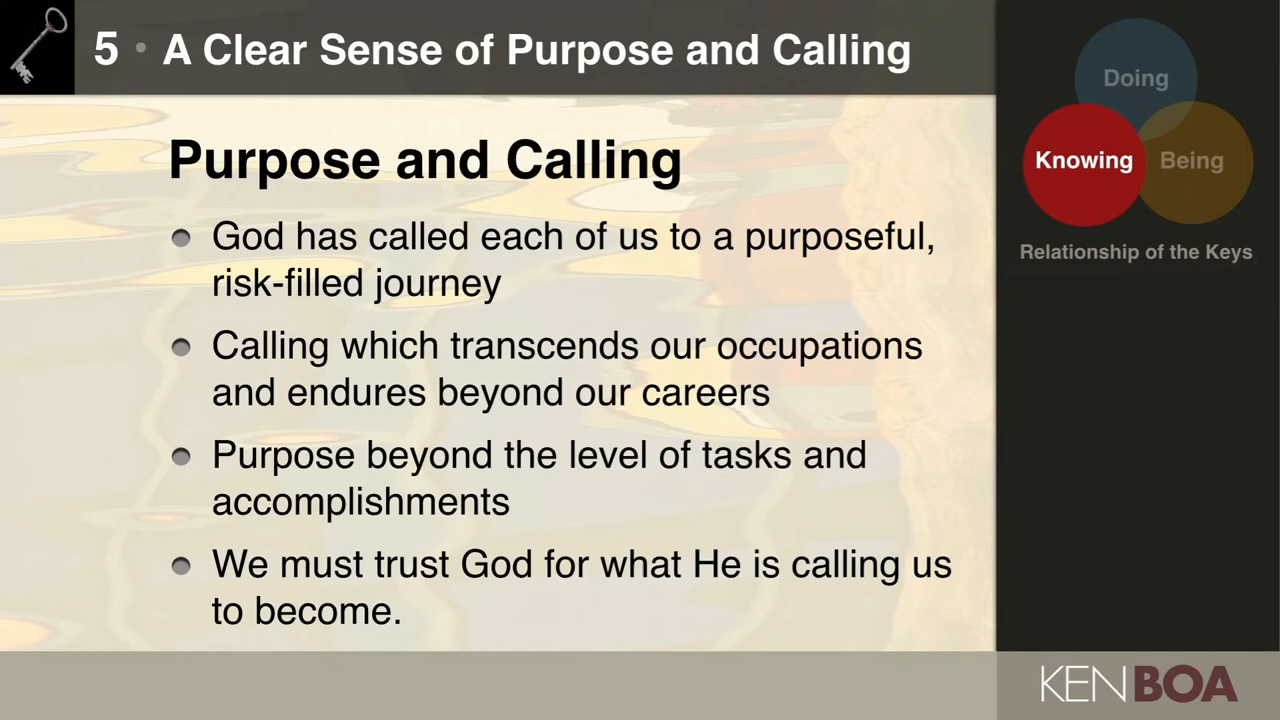 5 • A Clear Sense of Purpose and Calling
Doing
Knowing
Being
Relationship of the Keys
Purpose and Calling
God has called each of us to a purposeful,
risk-filled journey
Calling which transcends our occupations
and endures beyond our careers
Purpose beyond the level of tasks and
accomplishments
We must trust God for what He is calling us
to become.
KENBOA